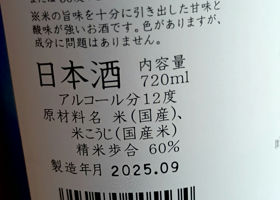 ※米の旨味を十分に引き出した甘味と
酸味が強いお酒です。色がありますが、
成分に問題はありません。
日本酒 内容量
720ml
アルコール分12度
原材料名 米(国産)、
米こうじ(国産米)
精米歩合 60%
製造年月 2025.09